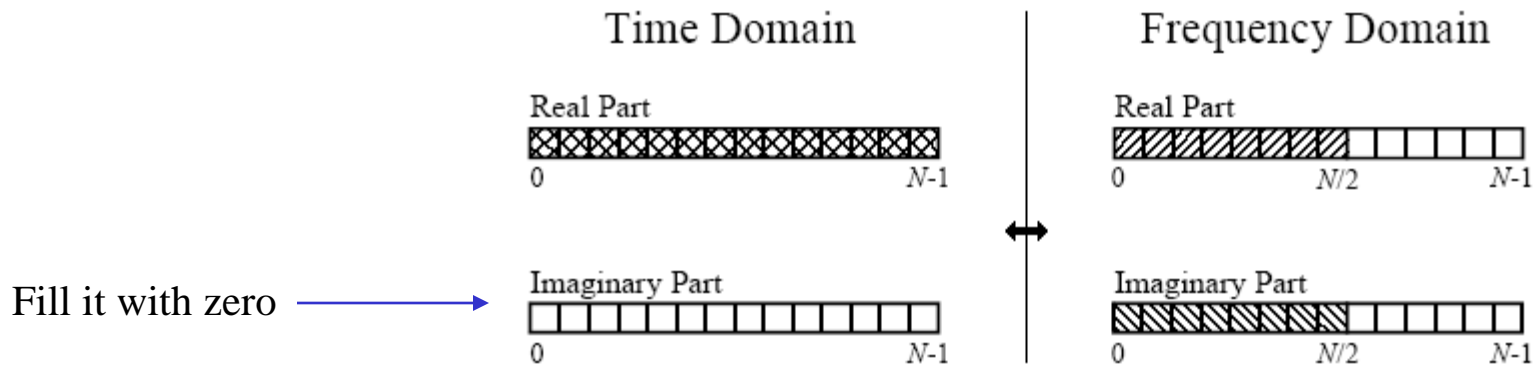 Time Domain
Real Part
0 N-1
Fill it with zero
Imaginary Part
0 N-1
Frequency Domain
Real Part
0 N/2 N-1
Imaginary Part
0 N/2 N-1